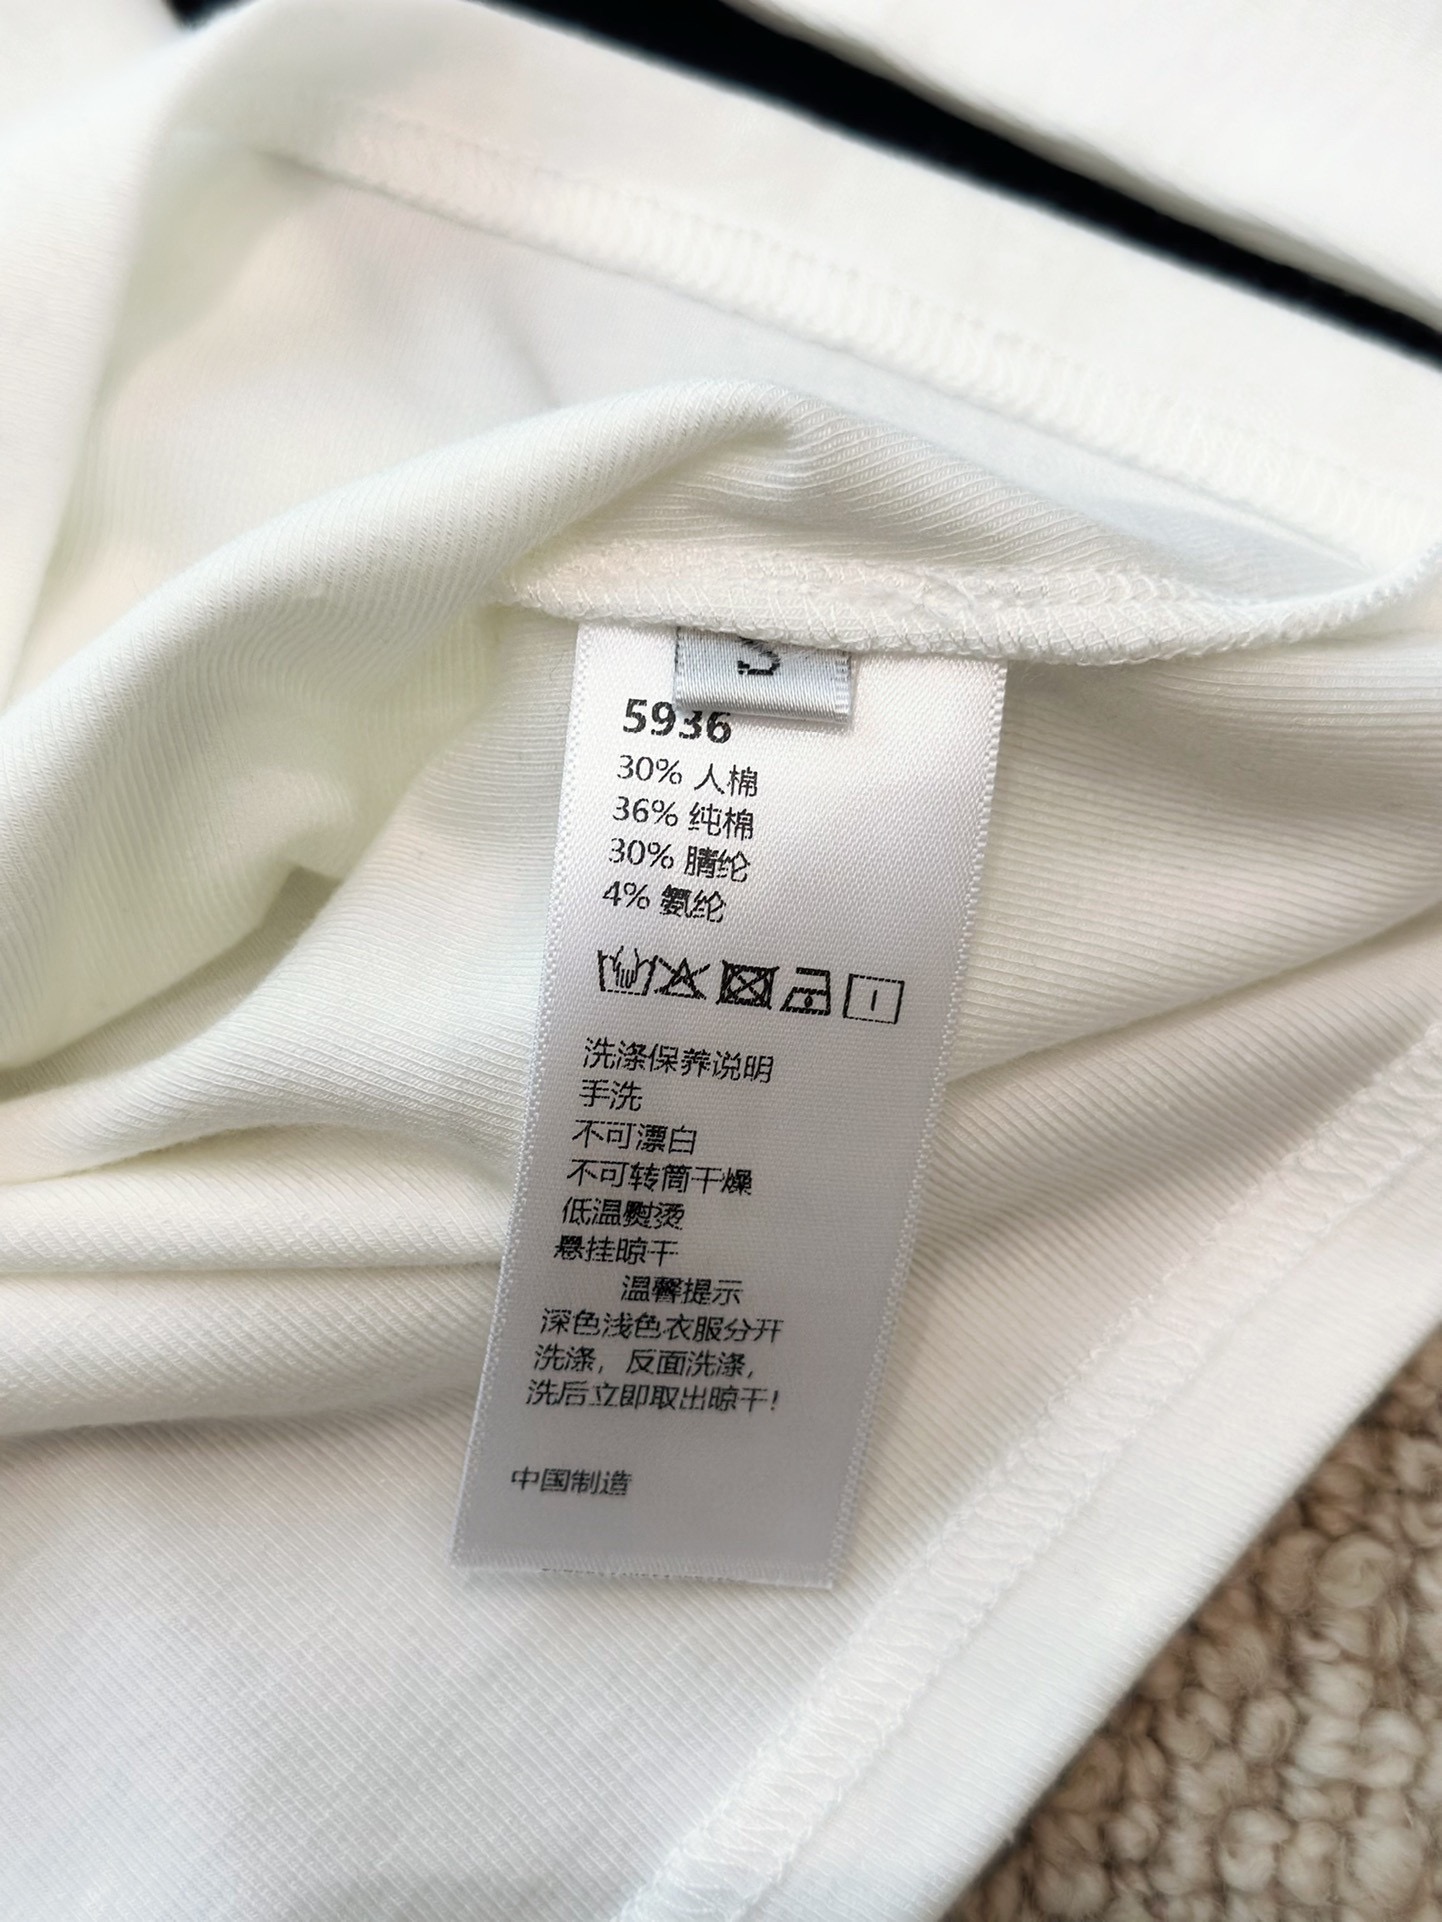 5936
30% 人棉
36% 纯棉
30% 腈纶
4% 氨纶
洗涤保养说明
手洗
不可漂白
不可转筒干燥
低温熨烫
悬挂晾干
温馨提示
深色浅色衣服分开
洗涤，反面洗涤，
洗后立即取出晾干！
中国制造